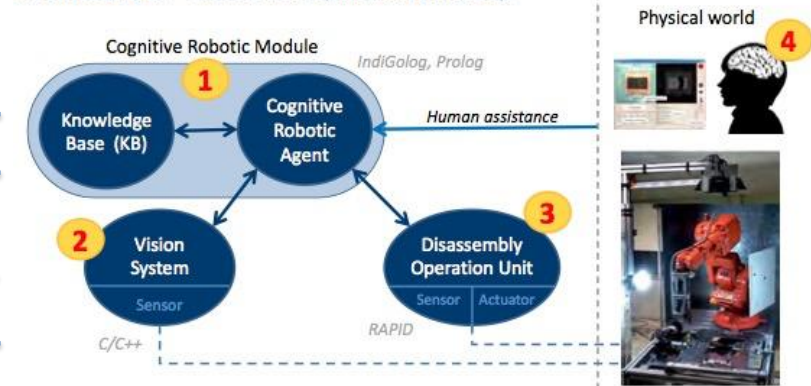 Physical world
4
Cognitive Robotic Module
1
IndiGolog, Prolog
Knowledge
Base (KB)
Cognitive
Robotic
Agent
Human assistance
2
Vision
System
Sensor
3
Disassembly
Operation Unit
Sensor
Actuator
C/C++
RAPID